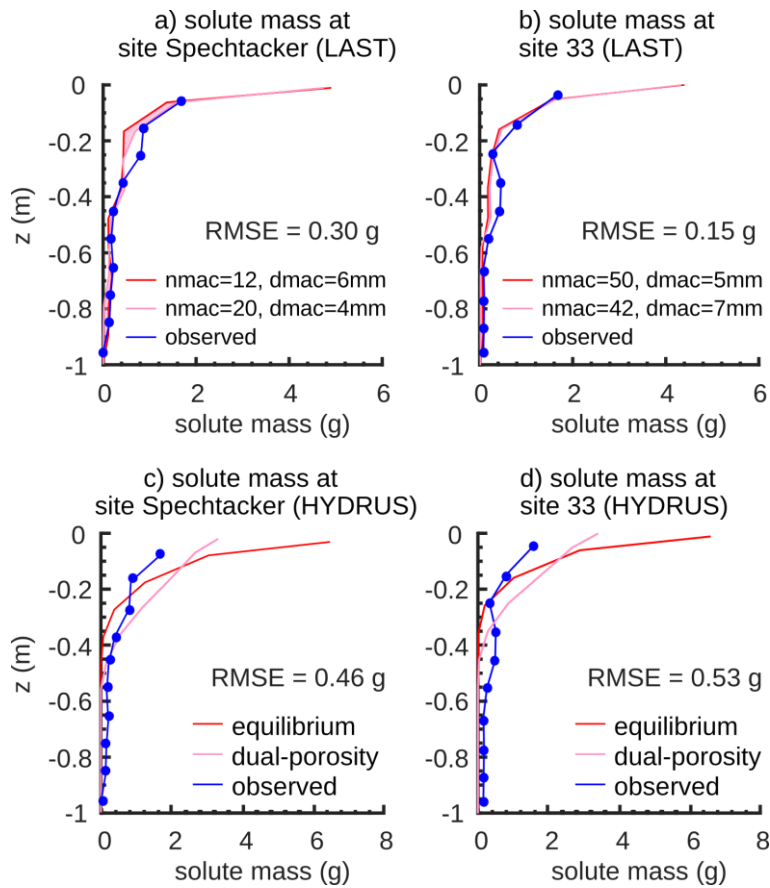 a) solute mass at
site Spechtacker (LAST)
0
-0.2
-0.4
-0.6
-0.8
-1
z (m)
RMSE = 0.30 g
nmac=12, dmac=6mm
nmac=20, dmac=4mm
observed
0 2 4 6
solute mass (g)
b) solute mass at
site 33 (LAST)
0
-0.2
-0.4
-0.6
-0.8
-1
RMSE = 0.15 g
nmac=50, dmac=5mm
nmac=42, dmac=7mm
observed
0 2 4 6
solute mass (g)
c) solute mass at
site Spechtacker (HYDRUS)
0
-0.2
-0.4
-0.6
-0.8
-1
z (m)
RMSE = 0.46 g
equilibrium
dual-porosity
observed
0 2 4 6 8
solute mass (g)
d) solute mass at
site 33 (HYDRUS)
0
-0.2
-0.4
-0.6
-0.8
-1
RMSE = 0.53 g
equilibrium
dual-porosity
observed
0 2 4 6 8
solute mass (g)